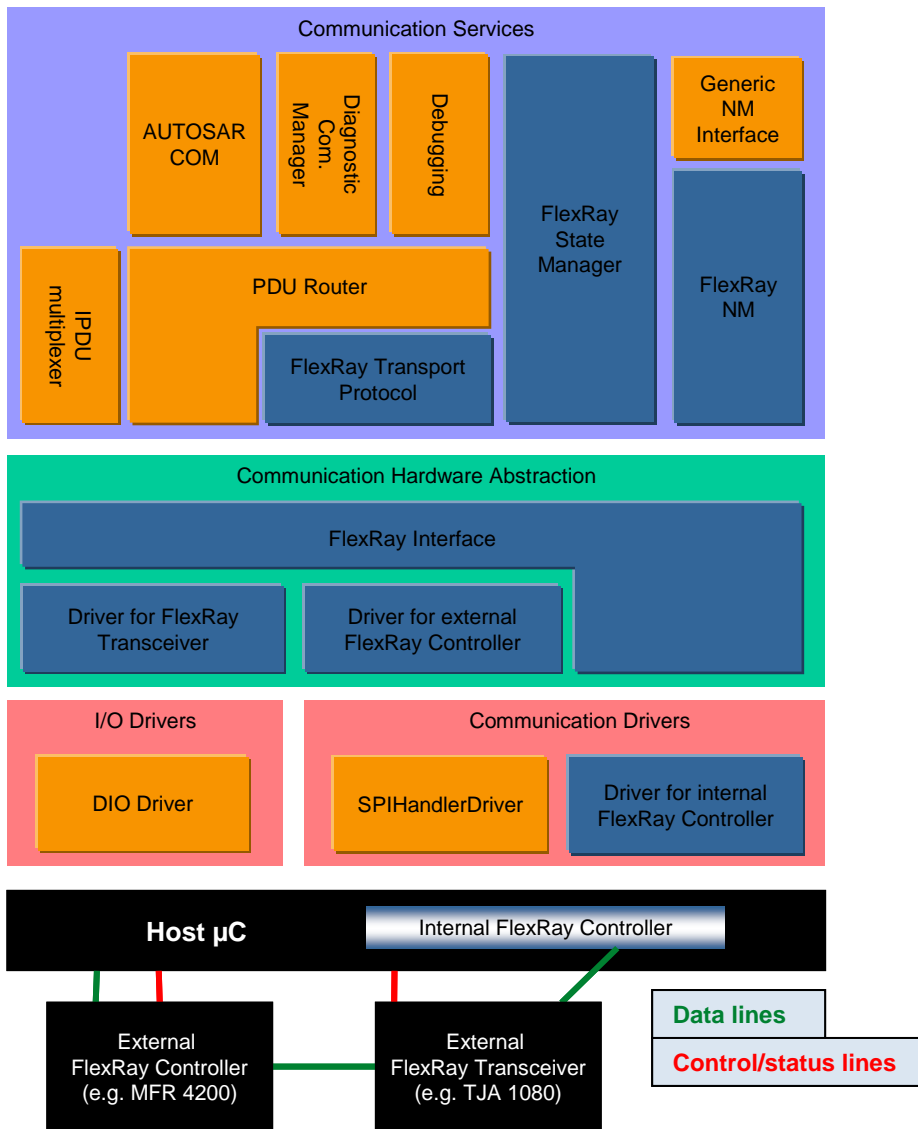 Communication Services
AUTOSAR
COM
Diagnostic
Com.
Manager
Debugging
FlexRay
State
Manager
Generic
NM
Interface
IPDU
multiplexer
PDU Router
FlexRay Transport
Protocol
FlexRay
NM
Communication Hardware Abstraction
FlexRay Interface
Driver for FlexRay
Transceiver
Driver for external
FlexRay Controller
I/O Drivers
DIO Driver
Communication Drivers
SPIHandlerDriver
Driver for internal
FlexRay Controller
Host µC
Internal FlexRay Controller
External
FlexRay Controller
(e.g. MFR 4200)
External
FlexRay Transceiver
(e.g. TJA 1080)
Data lines
Control/status lines